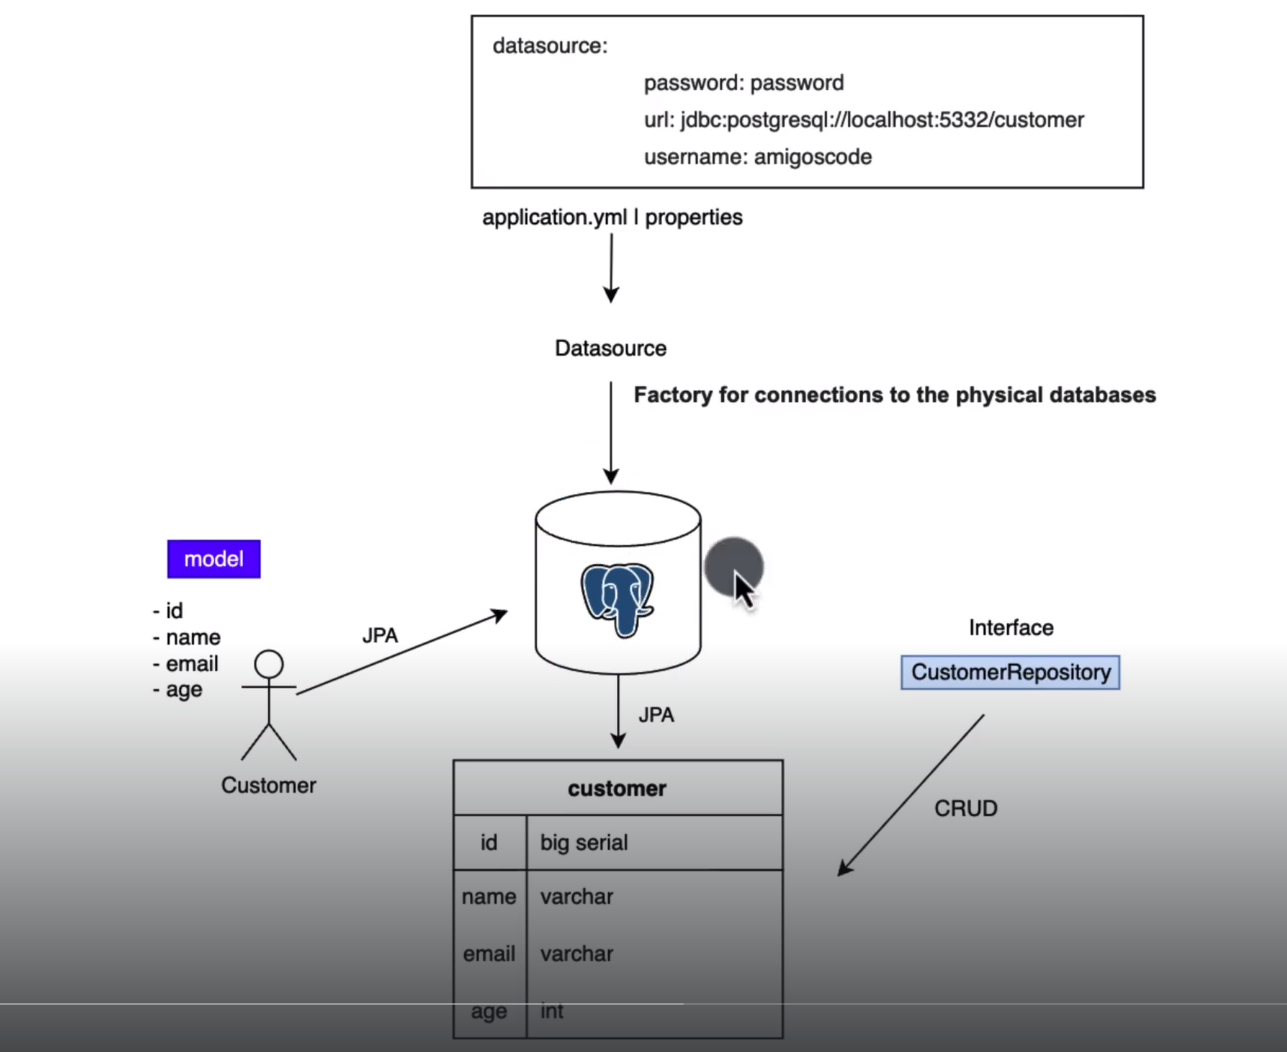 datasource:
password: password
url: jdbc:postgresql://localhost:5332/customer
username: amigoscode
application.yml | properties
Datasource
Factory for connections to the physical databases
model
- id
- name
- email
- age
JPA
Customer
JPA
Interface
CustomerRepository
CRUD
customer
id big serial
name varchar
email varchar
age int